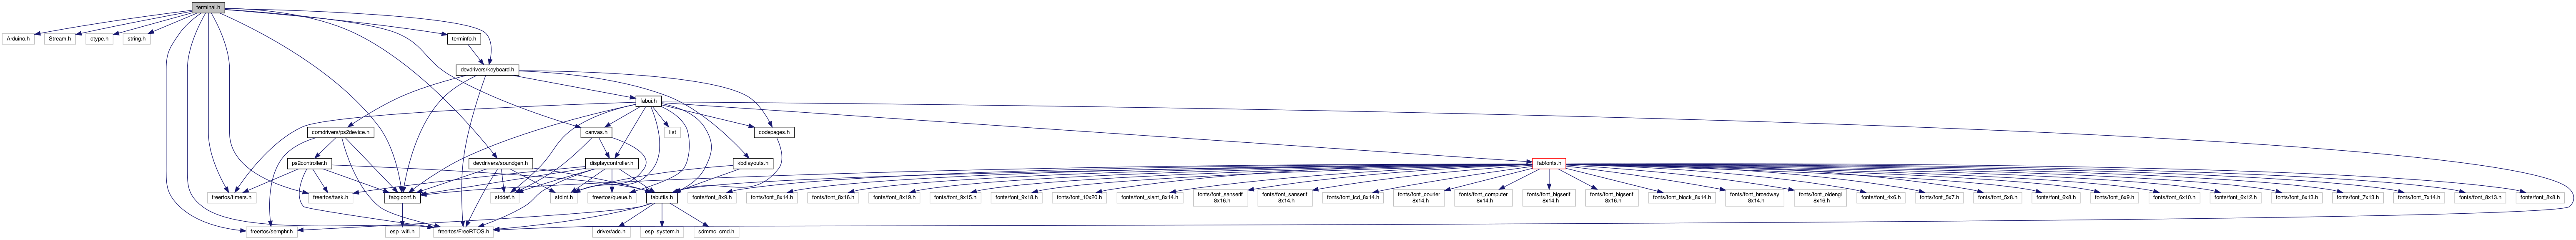 terminal.h
Arduino.h
Stream.h
ctype.h
string.h
terminfo.h
devdrivers/keyboard.h
fabui.h
comdrivers/ps2device.h
canvas.h
list
codepages.h
ps2controller.h
devdrivers/soundgen.h
displaycontroller.h
kbdlayouts.h
fabfonts.h
freertos/timers.h
freertos/task.h
fabglconf.h
stddef.h
stdint.h
freertos/queue.h
fabutils.h
fonts/font_8x9.h
fonts/font_8x14.h
fonts/font_8x16.h
fonts/font_8x19.h
fonts/font_9x15.h
fonts/font_9x18.h
fonts/font_10x20.h
fonts/font_slant_8x14.h
fonts/font_sanserif
_8x16.h
fonts/font_sanserif
_8x14.h
fonts/font_lcd_8x14.h
fonts/font_courier
_8x14.h
fonts/font_computer
_8x14.h
fonts/font_bigserif
_8x14.h
fonts/font_bigserif
_8x16.h
fonts/font_block_8x14.h
fonts/font_broadway
_8x14.h
fonts/font_oldengl
_8x16.h
fonts/font_4x6.h
fonts/font_5x7.h
fonts/font_5x8.h
fonts/font_6x8.h
fonts/font_6x9.h
fonts/font_6x10.h
fonts/font_6x12.h
fonts/font_6x13.h
fonts/font_7x13.h
fonts/font_7x14.h
fonts/font_8x13.h
fonts/font_8x8.h
freertos/semphr.h
esp_wifi.h
freertos/FreeRTOS.h
driver/adc.h
esp_system.h
sdmmc_cmd.h